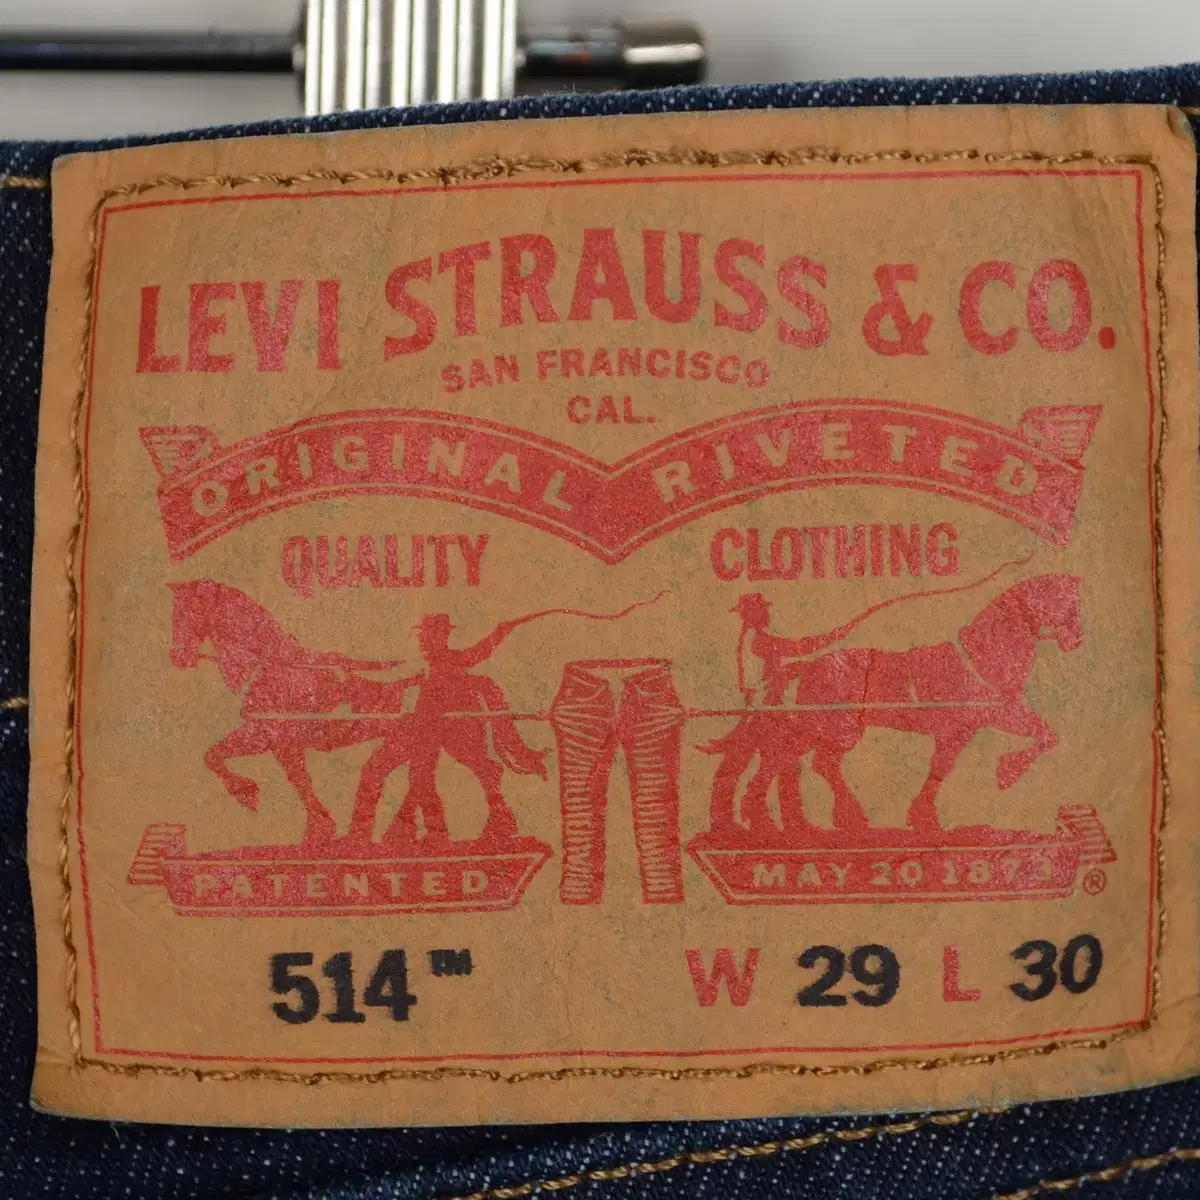 LEVI STRAUSS & CO.
SAN FRANCISCO
CAL.
ORIGINAL RIVETED
QUALITY CLOTHING
PATENTED MAY 20 1873 ®
514™ W 29 L 30